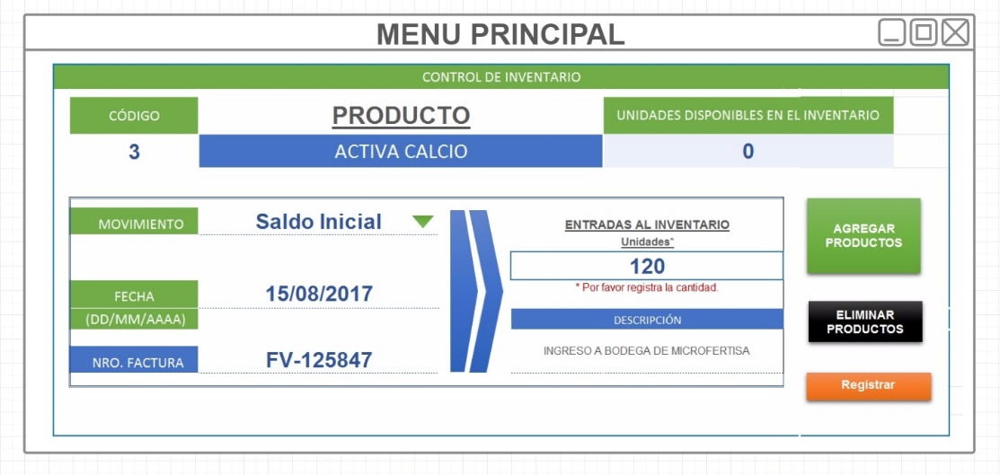 MENU PRINCIPAL
CONTROL DE INVENTARIO
CÓDIGO
PRODUCTO
UNIDADES DISPONIBLES EN EL INVENTARIO
3
ACTIVA CALCIO
0
MOVIMIENTO
Saldo Inicial
FECHA
(DD/MM/AAAA)
15/08/2017
NRO. FACTURA
FV-125847
ENTRADAS AL INVENTARIO
Unidades*
120
* Por favor registra la cantidad.
DESCRIPCIÓN
INGRESO A BODEGA DE MICROFERTISA
AGREGAR
PRODUCTOS
ELIMINAR
PRODUCTOS
Registrar